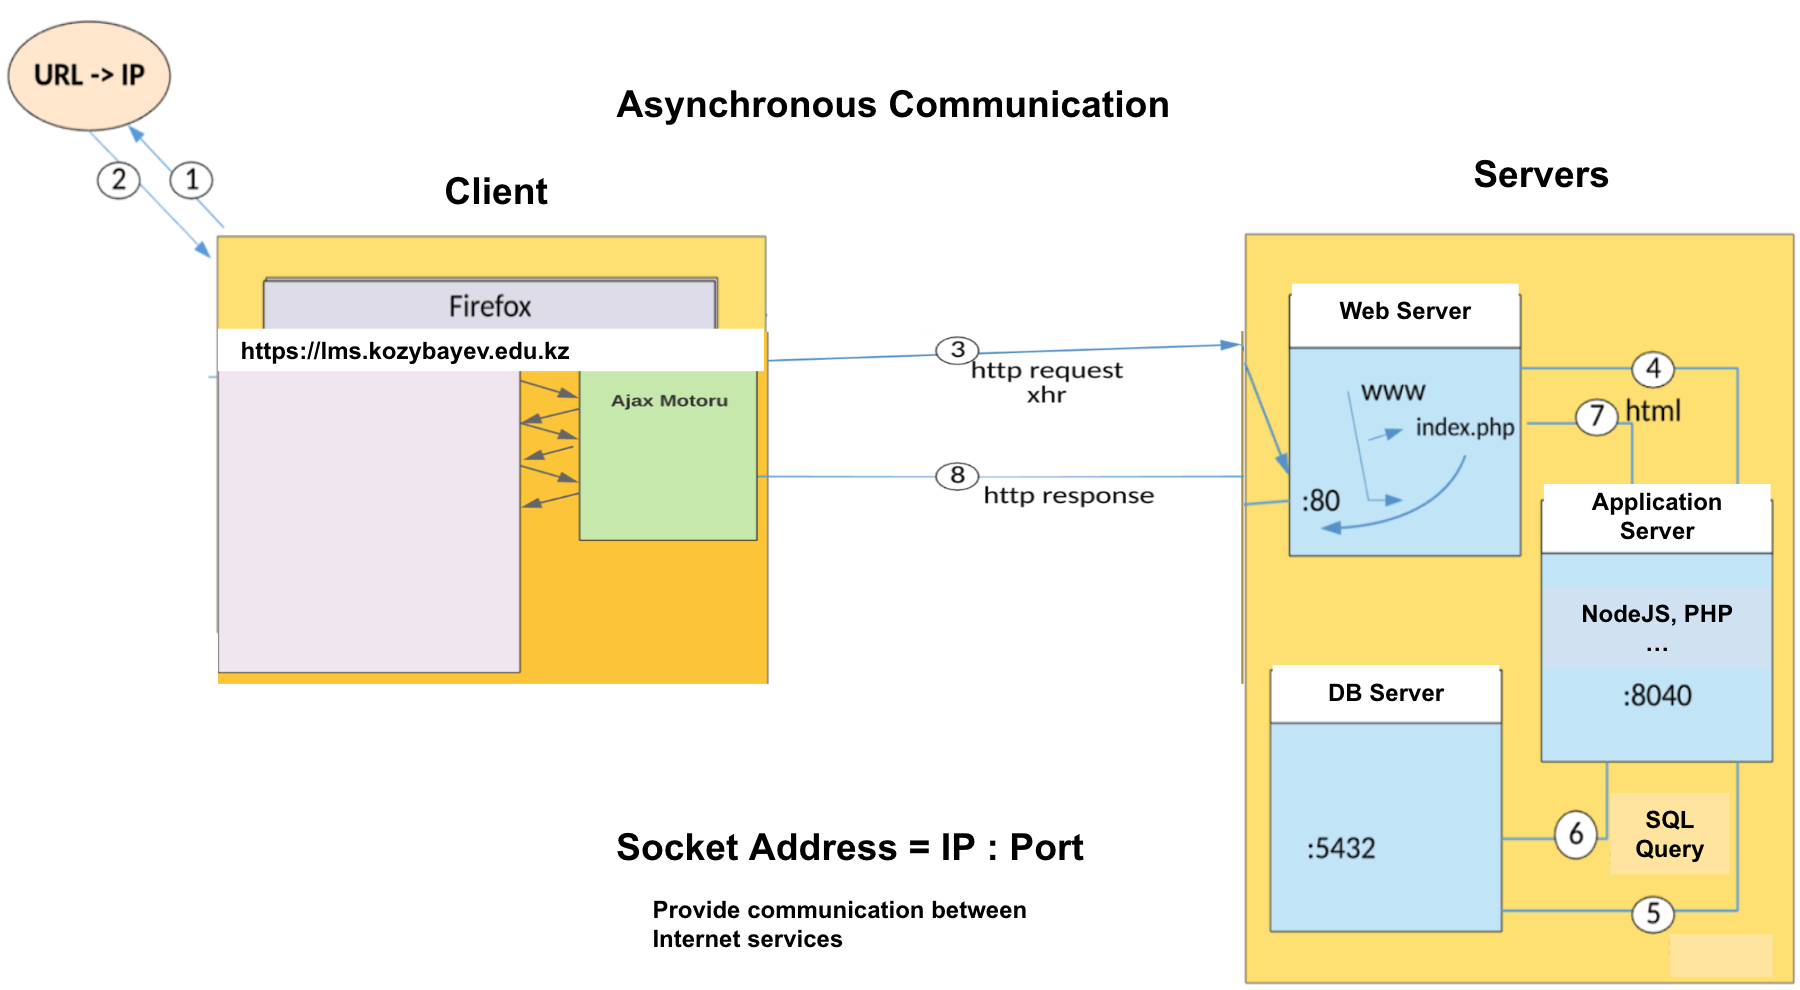 URL -> IP
Asynchronous Communication
2
1
Client
Servers
Firefox
https://lms.kozybayev.edu.kz
Ajax Motoru
3
http request
xhr
8
http response
Web Server
www
index.php
:80
4
7
html
Application
Server
NodeJS, PHP
...
:8040
DB Server
:5432
6
SQL
Query
5
Socket Address = IP : Port
Provide communication between
Internet services